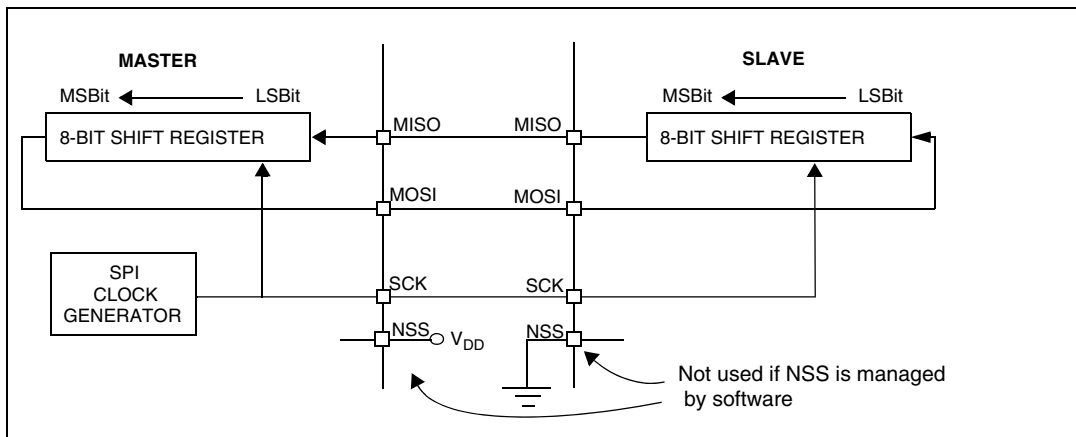 MASTER
MSBit LSBit
8-BIT SHIFT REGISTER
SLAVE
MSBit LSBit
8-BIT SHIFT REGISTER
MISO MISO
MOSI MOSI
SPI
CLOCK
GENERATOR
SCK SCK
NSS VDD NSS
Not used if NSS is managed
by software